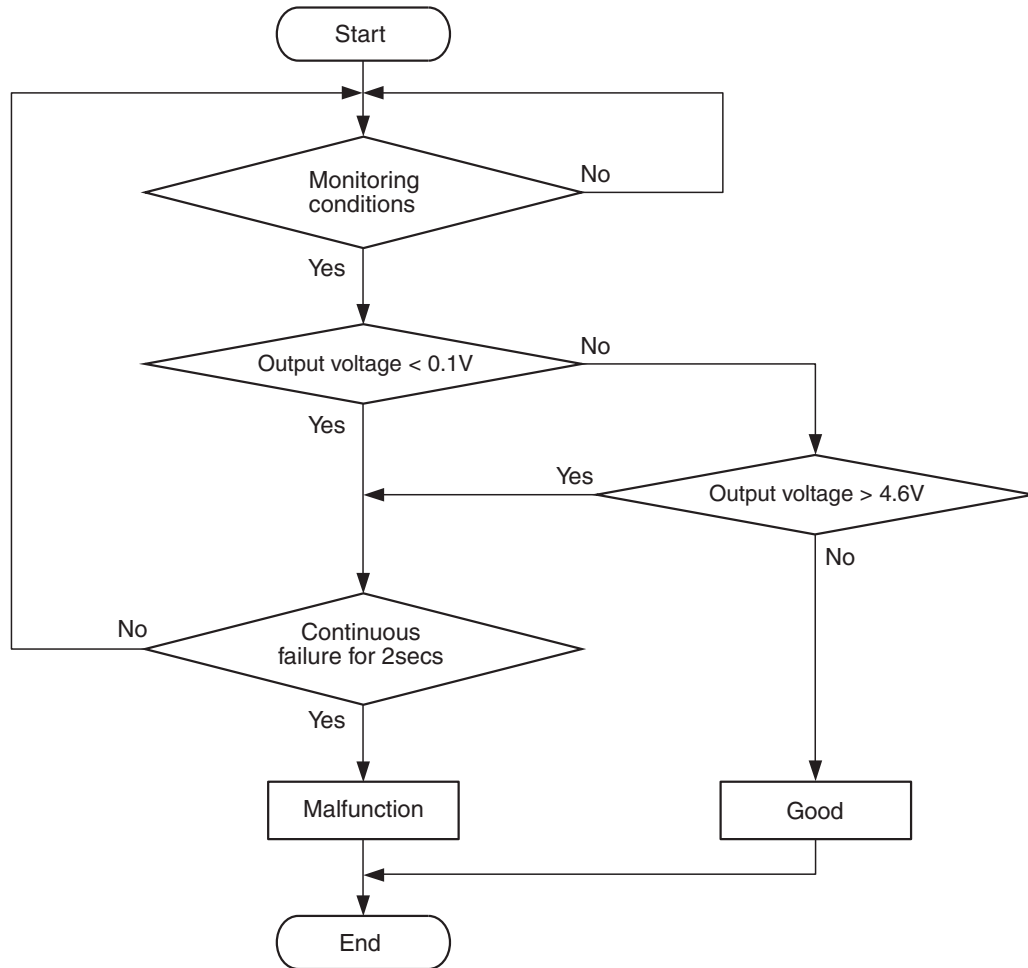 Start
Monitoring
conditions
No
Yes
Output voltage < 0.1V
No
Yes
Yes
Output voltage > 4.6V
No
Continuous
failure for 2secs
No
Yes
Malfunction
Good
End